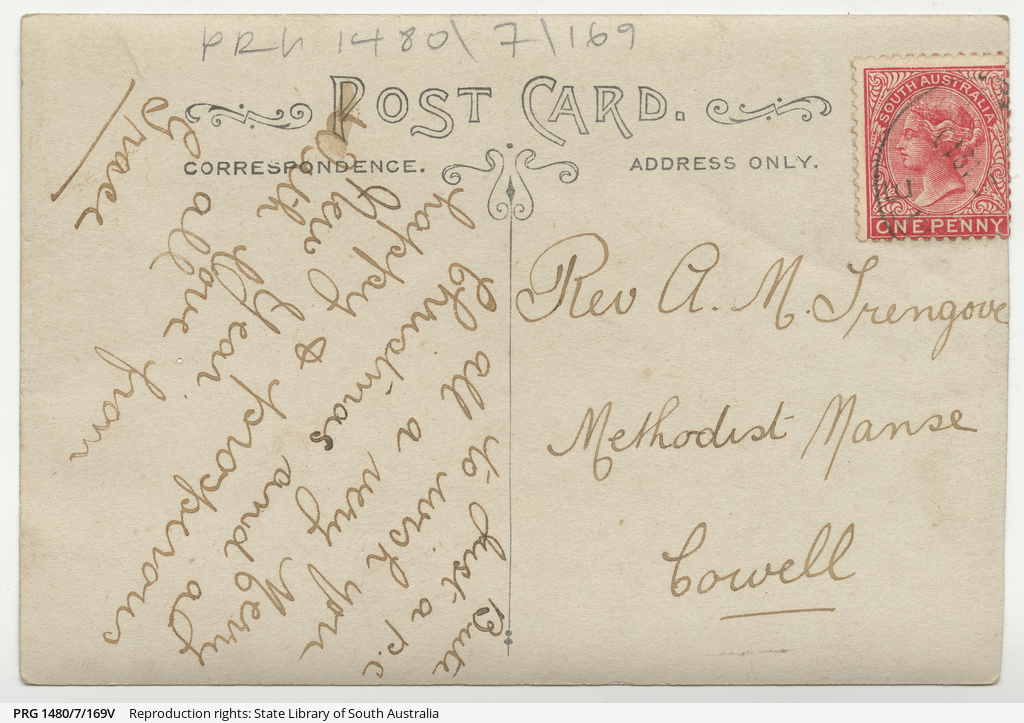 PRG 1480/7/169
POST CARD.
CORRESPONDENCE.
ADDRESS ONLY.
SOUTH AUSTRALIA
ONE PENNY
Bute
Just a p.c
to wish you
all a very Merry
Christmas and a
happy & prosperous
New Year
with love from
all
Grace
Rev A. M. Trengove
Methodist Manse
Cowell
PRG 1480/7/169V Reproduction rights: State Library of South Australia